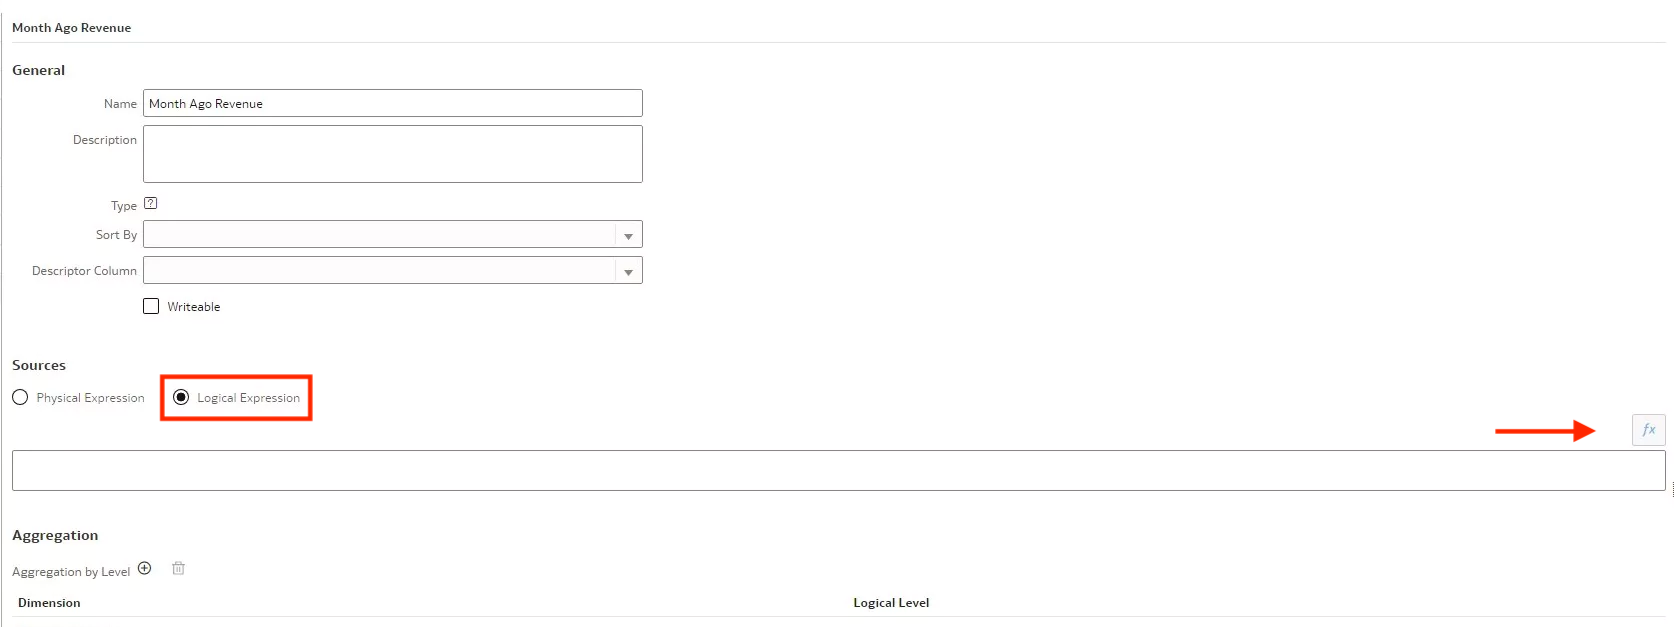 Month Ago Revenue
General
Name Month Ago Revenue
Description
Type ?
Sort By
Descriptor Column
Writeable
Sources
Physical Expression Logical Expression
fx
Aggregation
Aggregation by Level
Dimension Logical Level